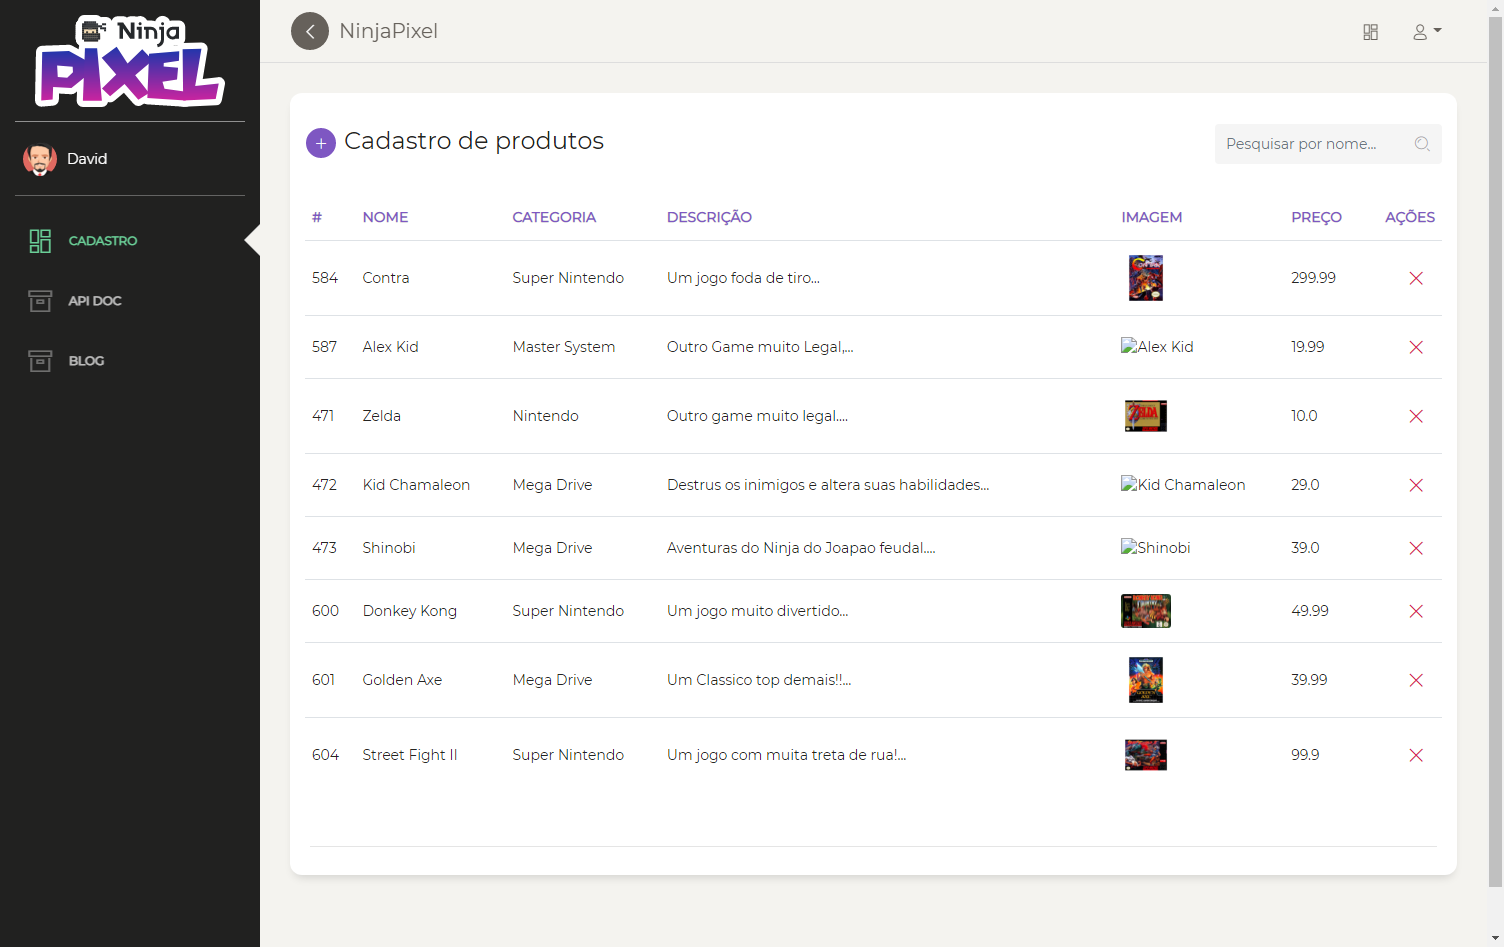 Ninja
PIXEL
NinjaPixel
David
CADASTRO
API DOC
BLOG
Cadastro de produtos
Pesquisar por nome...
# NOME CATEGORIA DESCRIÇÃO IMAGEM PREÇO AÇÕES
584 Contra Super Nintendo Um jogo foda de tiro... 299.99
587 Alex Kid Master System Outro Game muito Legal,... Alex Kid 19.99
471 Zelda Nintendo Outro game muito legal.... ZELDA 10.0
472 Kid Chamaleon Mega Drive Destrus os inimigos e altera suas habilidades... Kid Chamaleon 29.0
473 Shinobi Mega Drive Aventuras do Ninja do Joapao feudal.... Shinobi 39.0
600 Donkey Kong Super Nintendo Um jogo muito divertido... 49.99
601 Golden Axe Mega Drive Um Classico top demais!!... 39.99
604 Street Fight II Super Nintendo Um jogo com muita treta de rua!... 99.9